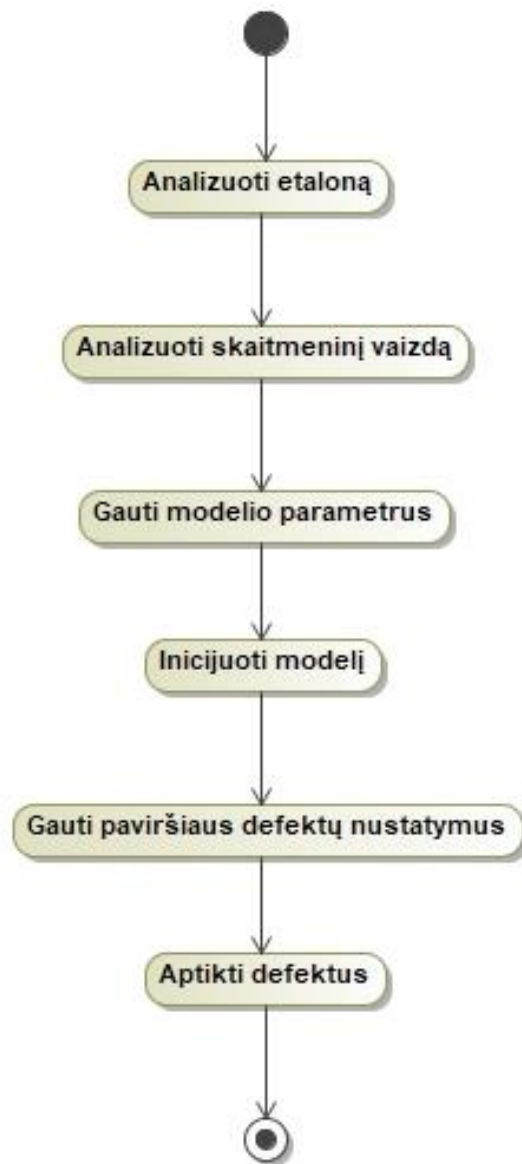 Analizuoti etaloną
Analizuoti skaitmeninį vaizdą
Gauti modelio parametrus
Inicijuoti modelį
Gauti paviršiaus defektų nustatymus
Aptikti defektus